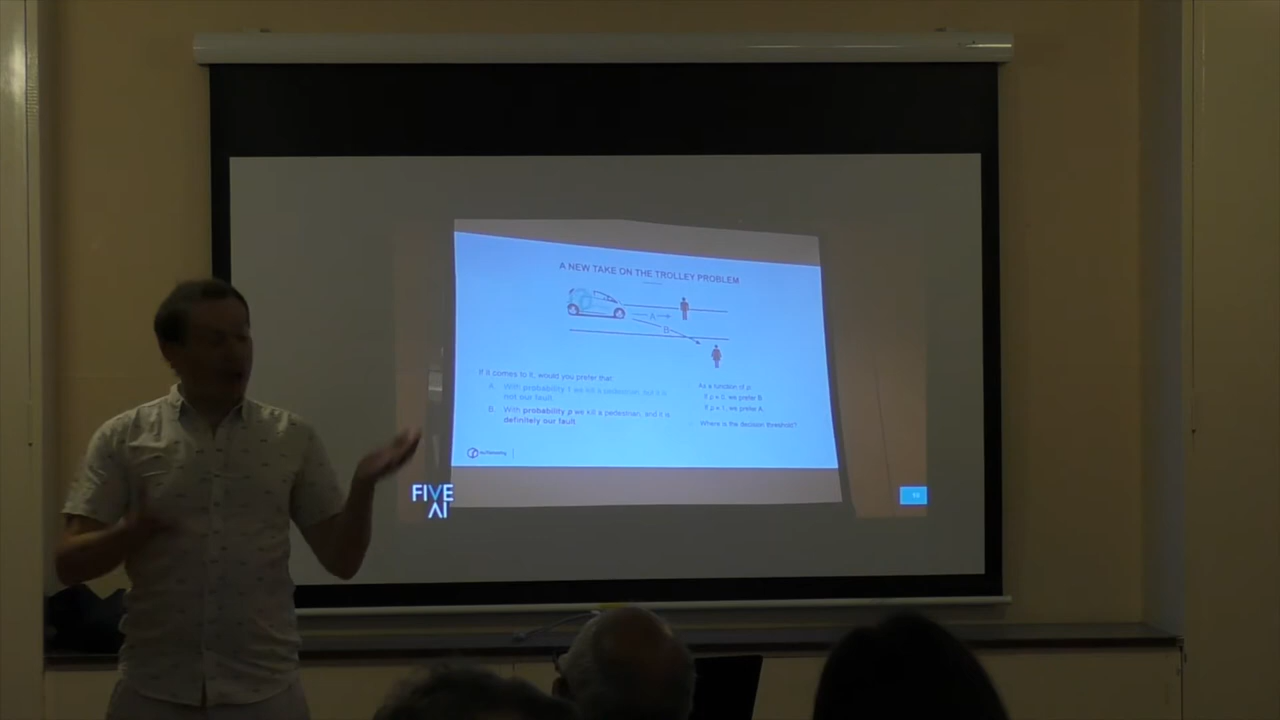 A NEW TAKE ON THE TROLLEY PROBLEM
A
B
If it comes to it, would you prefer that:
A. With probability 1 we kill a pedestrian, but it is
not our fault.
B. With probability p we kill a pedestrian, and it is
definitely our fault.
As a function of p:
If p = 0, we prefer B.
If p = 1, we prefer A.
Where is the decision threshold?
FIVE
AI